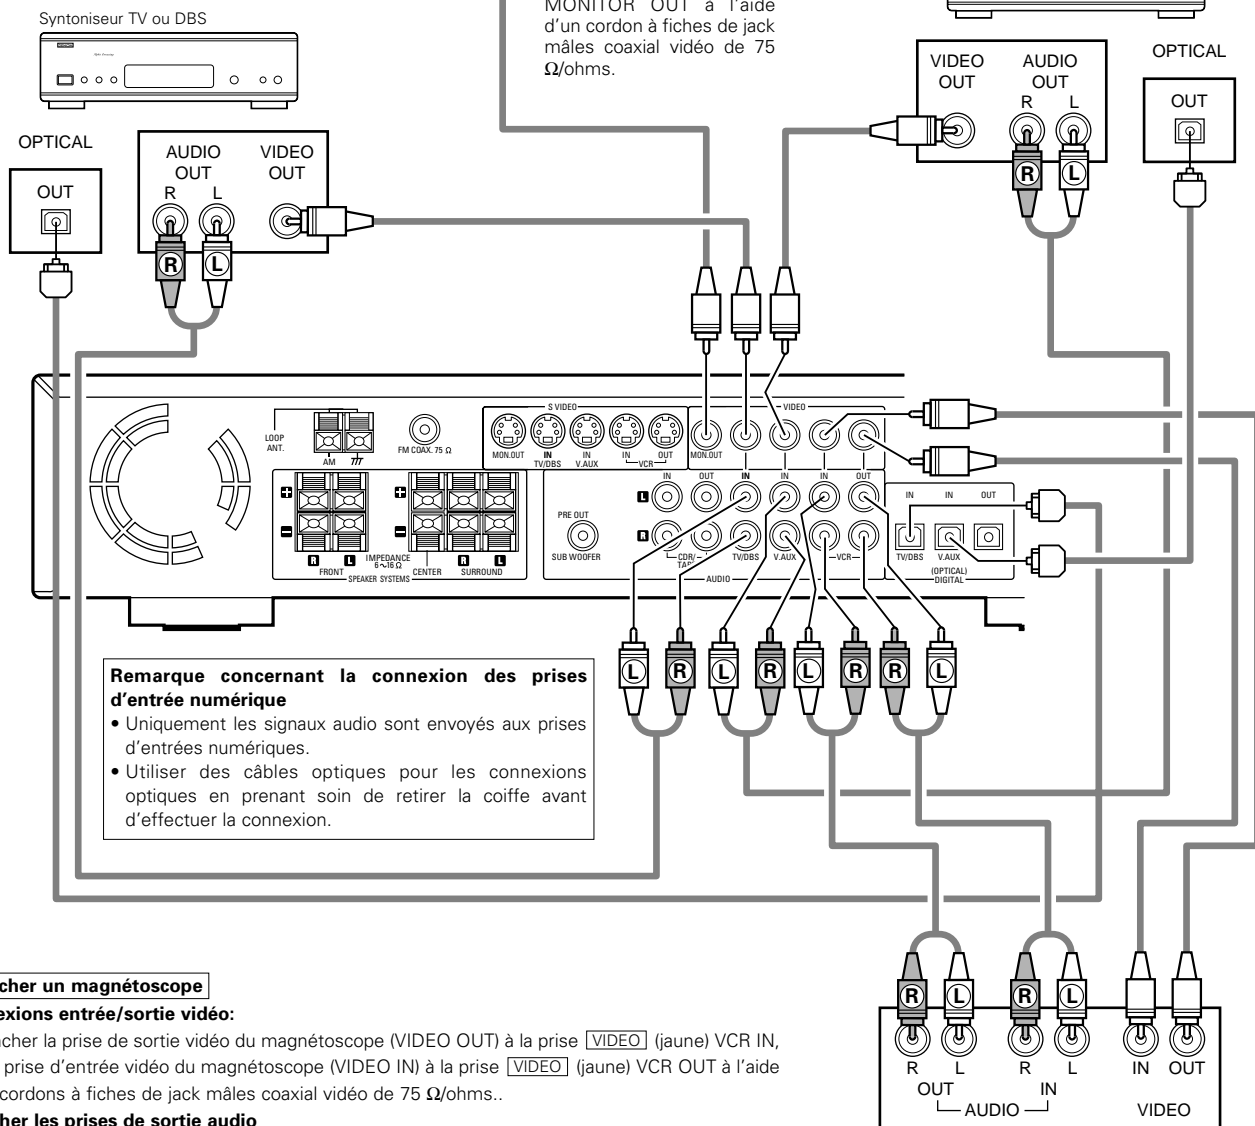 Syntoniseur TV ou DBS
MONITOR OUT à l'aide
d'un cordon à fiches de jack
mâles coaxial vidéo de 75
Ω/ohms.
VIDEO
OUT
AUDIO
OUT
R L
OPTICAL
OUT
OPTICAL
OUT
AUDIO
OUT
R L
VIDEO
OUT
R L
R L
LOOP
ANT.
AM
FM COAX. 75 Ω
S VIDEO
MON.OUT
IN
TV/DBS
IN
V.AUX
IN OUT
VCR
VIDEO
MON.OUT
IN OUT IN IN IN OUT
L
R
PRE OUT
SUB WOOFER
CDR/
TAPE
TV/DBS
V.AUX
VCR
AUDIO
IN IN OUT
TV/DBS V.AUX
(OPTICAL)
DIGITAL
R L
FRONT
IMPEDANCE
6~16 Ω
CENTER
R L
SURROUND
SPEAKER SYSTEMS
L R L R L R R L
Remarque concernant la connexion des prises
d'entrée numérique
• Uniquement les signaux audio sont envoyés aux prises
d'entrées numériques.
• Utiliser des câbles optiques pour les connexions
optiques en prenant soin de retirer la coiffe avant
d'effectuer la connexion.
cher un magnétoscope
exions entrée/sortie vidéo:
cher la prise de sortie vidéo du magnétoscope (VIDEO OUT) à la prise VIDEO (jaune) VCR IN,
prise d'entrée vidéo du magnétoscope (VIDEO IN) à la prise VIDEO (jaune) VCR OUT à l'aide
cordons à fiches de jack mâles coaxial vidéo de 75 Ω/ohms..
her les prises de sortie audio
R L R L
R L R L IN OUT
OUT IN
AUDIO
VIDEO